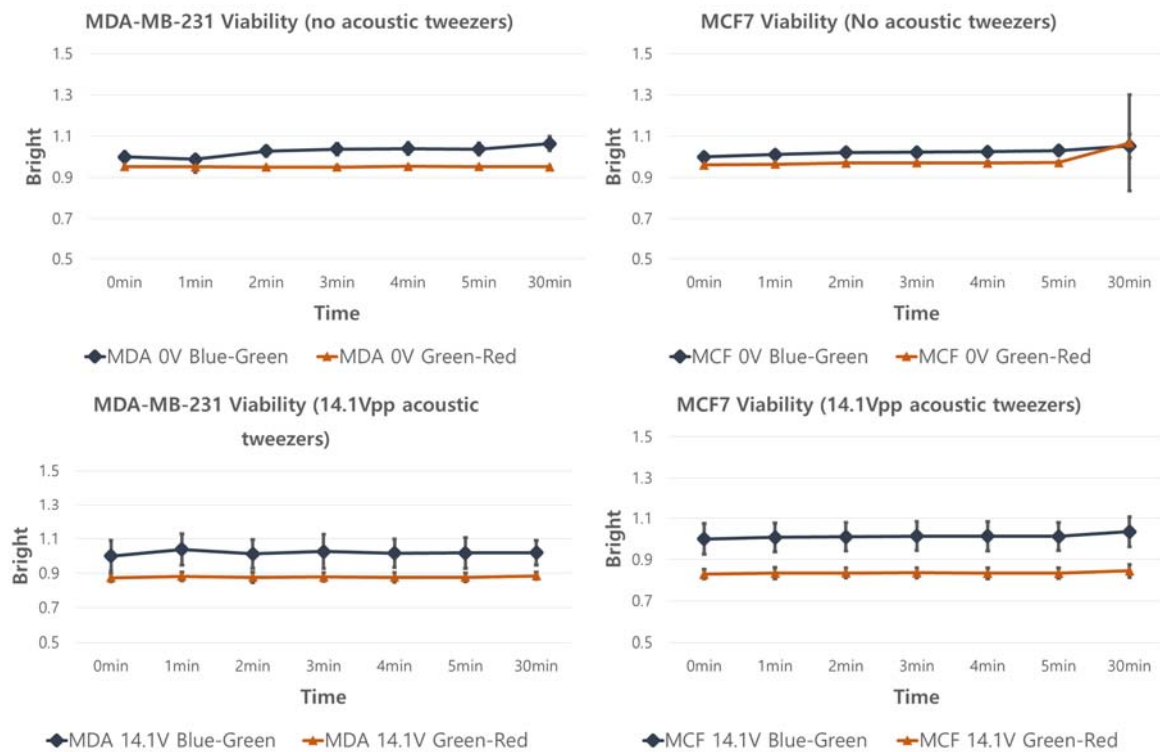 MDA-MB-231 Viability (no acoustic tweezers)
1.5
1.3
1.1
0.9
0.7
0.5
Bright
0min 1min 2min 3min 4min 5min 30min
Time
MDA 0V Blue-Green MDA 0V Green-Red
MCF7 Viability (No acoustic tweezers)
1.5
1.3
1.1
0.9
0.7
0.5
Bright
0min 1min 2min 3min 4min 5min 30min
Time
MCF 0V Blue-Green MCF 0V Green-Red
MDA-MB-231 Viability (14.1Vpp acoustic
tweezers)
1.5
1.3
1.1
0.9
0.7
0.5
Bright
0min 1min 2min 3min 4min 5min 30min
Time
MDA 14.1V Blue-Green MDA 14.1V Green-Red
MCF7 Viability (14.1Vpp acoustic tweezers)
1.5
1.3
1.1
0.9
0.7
0.5
Bright
0min 1min 2min 3min 4min 5min 30min
Time
MCF 14.1V Blue-Green MCF 14.1V Green-Red